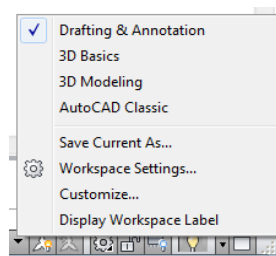 Drafting & Annotation
3D Basics
3D Modeling
AutoCAD Classic
Save Current As...
Workspace Settings...
Customize...
Display Workspace Label